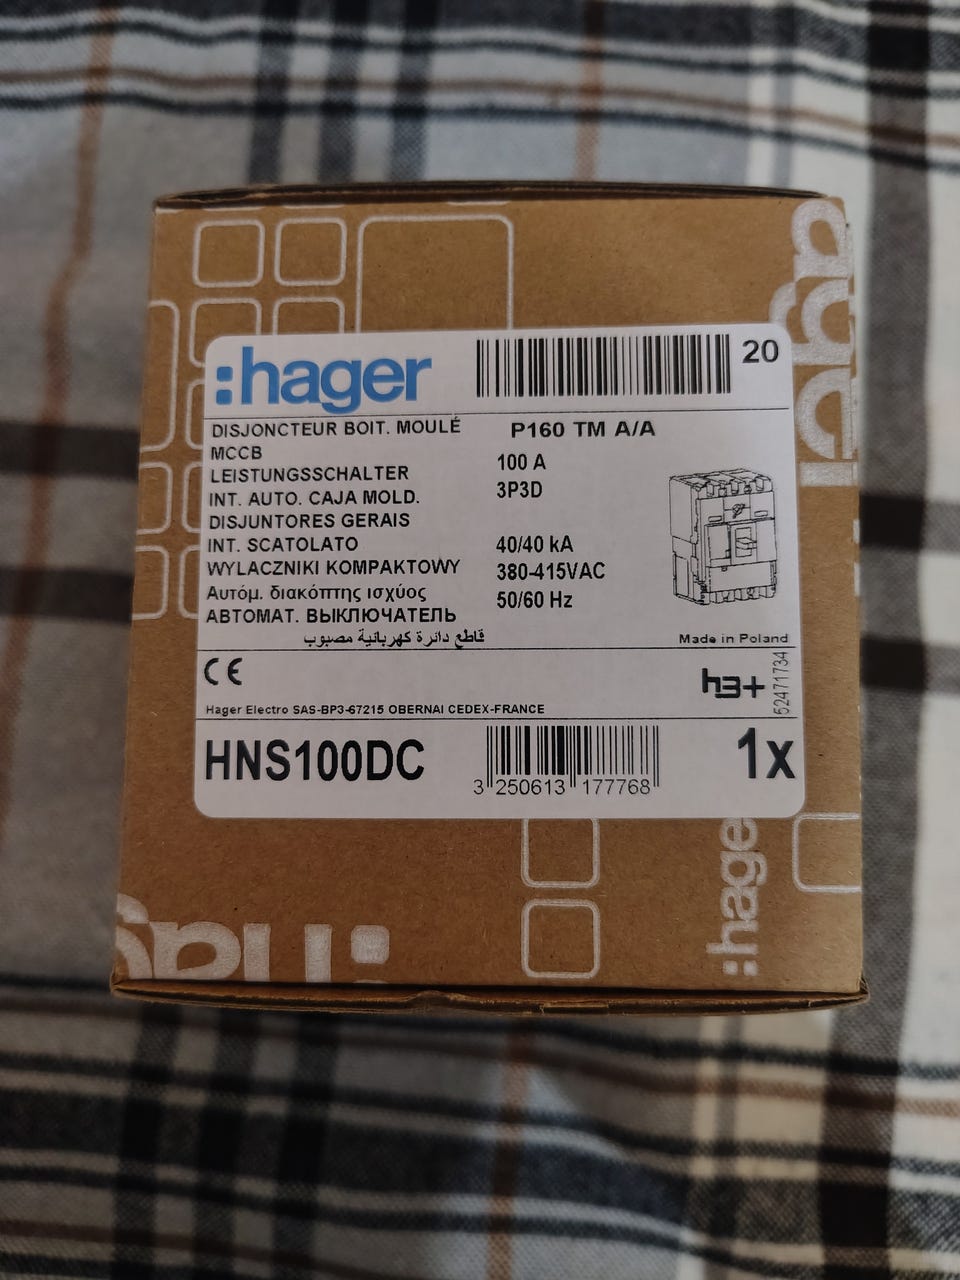 :hager
20
DISJONCTEUR BOIT. MOULÉ
P160 TM A/A
MCCB
100 A
LEISTUNGSSCHALTER
3P3D
INT. AUTO. CAJA MOLD.
DISJUNTORES GERAIS
INT. SCATOLATO
40/40 kA
WYLACZNIKI KOMPAKTOWY
380-415VAC
Αυτόμ. διακόπτης ισχύος
50/60 Hz
АВТОМАТ. ВЫКЛЮЧАТЕЛЬ
قاطع دائرة كهربائية مصبوب
Made in Poland
CE
h3+
52471734
Hager Electro SAS-BP3-67215 OBERNAI CEDEX-FRANCE
HNS100DC
3 250613 177768
1x
:hager